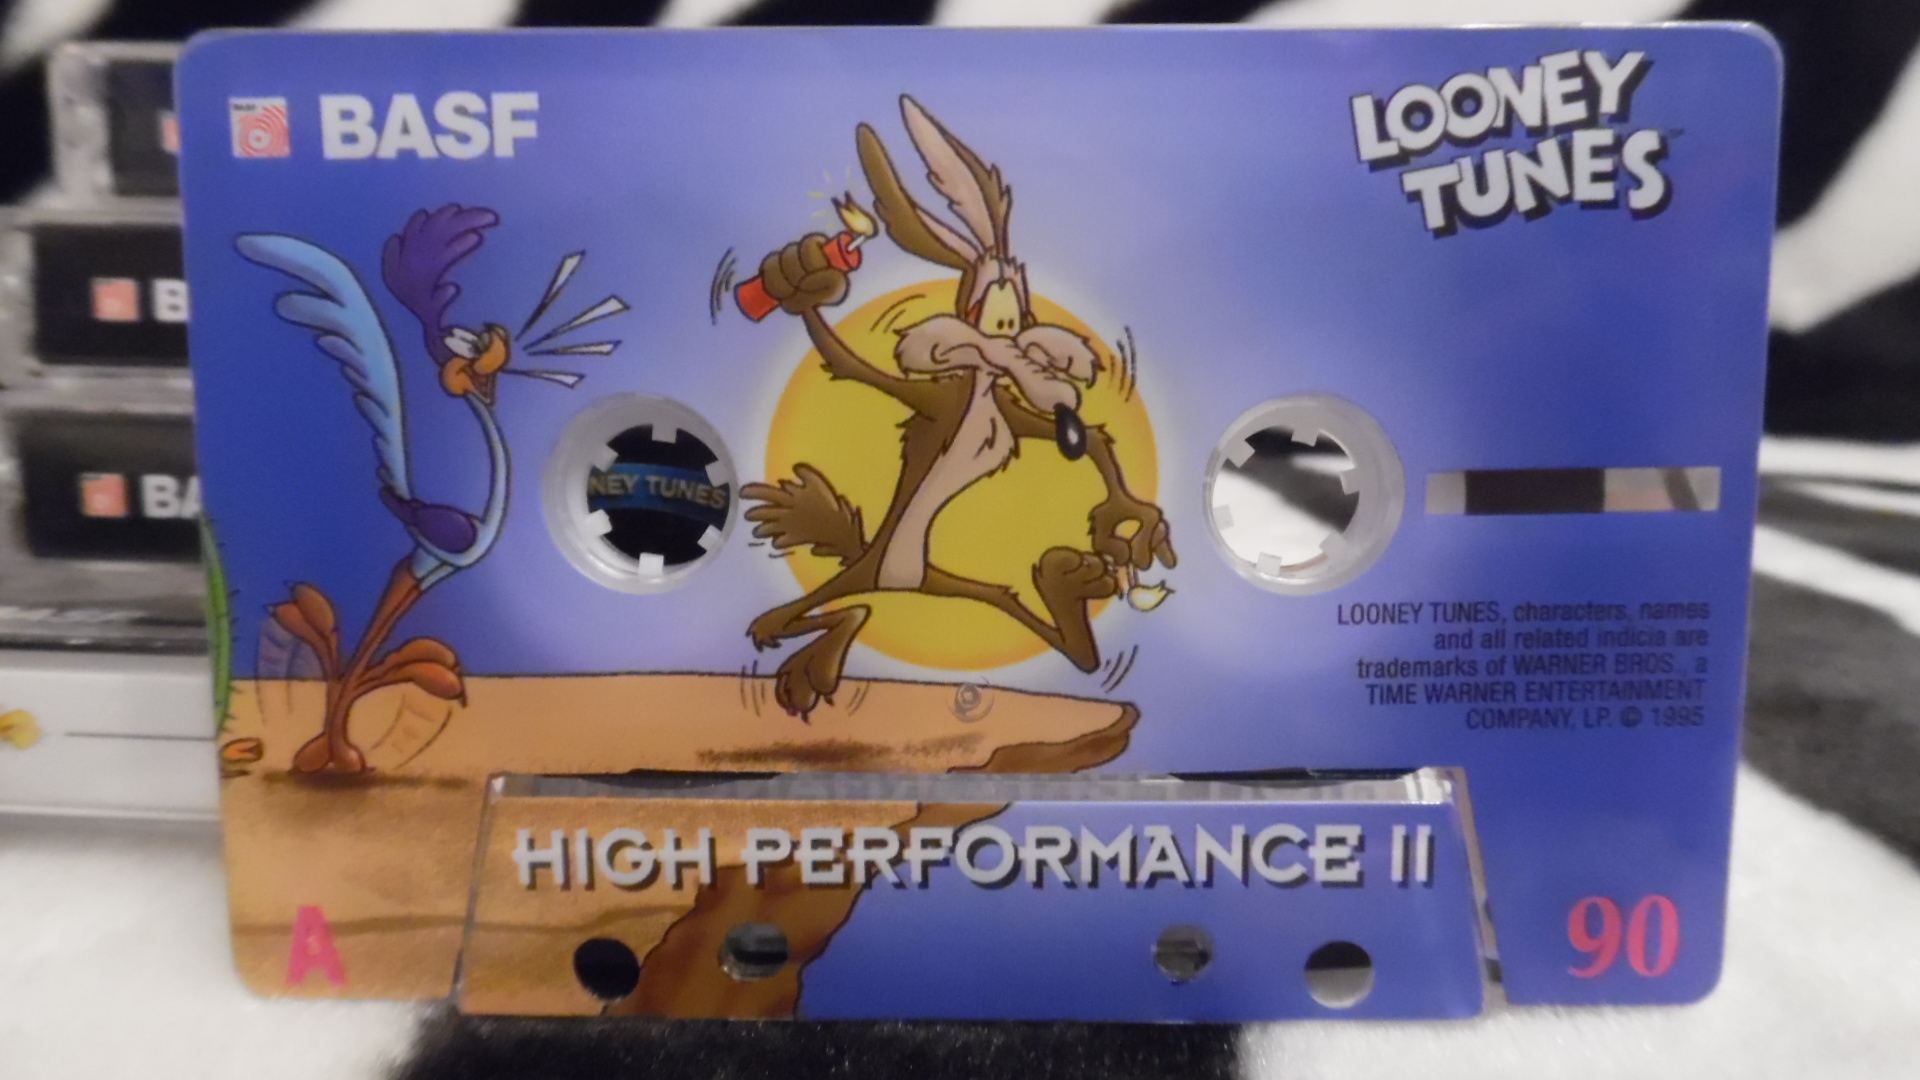 BASF
LOONEY
TUNES
NEY TUNES
LOONEY TUNES, characters, names
and all related indicia are
trademarks of WARNER BROS., a
TIME WARNER ENTERTAINMENT
COMPANY, LP. © 1995
HIGH PERFORMANCE II
A
90
B
BA